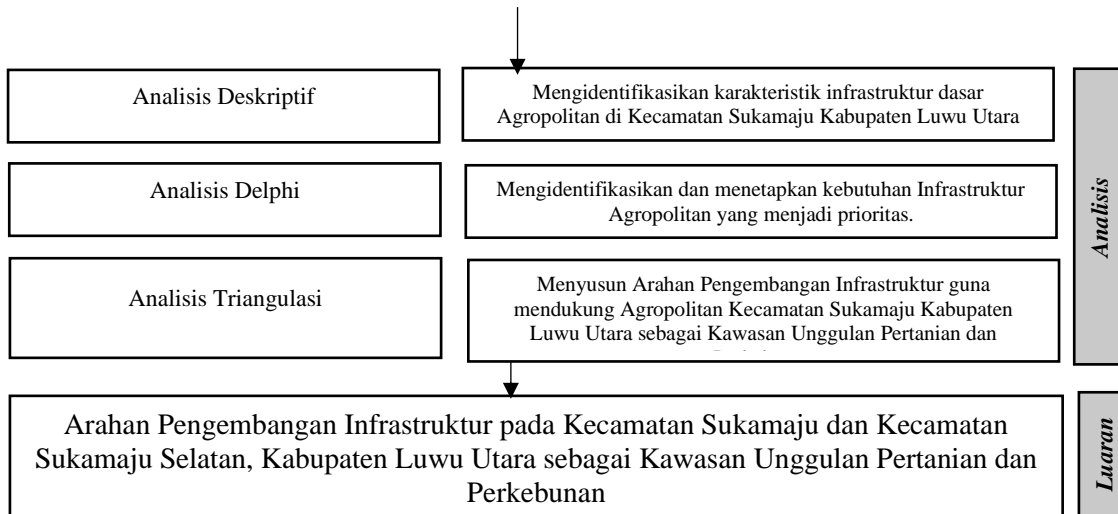 Analisis Deskriptif
Mengidentifikasikan karakteristik infrastruktur dasar
Agropolitan di Kecamatan Sukamaju Kabupaten Luwu Utara
Analisis Delphi
Mengidentifikasikan dan menetapkan kebutuhan Infrastruktur
Agropolitan yang menjadi prioritas.
Analisis Triangulasi
Menyusun Arahan Pengembangan Infrastruktur guna
mendukung Agropolitan Kecamatan Sukamaju Kabupaten
Luwu Utara sebagai Kawasan Unggulan Pertanian dan
Analisis
Arahan Pengembangan Infrastruktur pada Kecamatan Sukamaju dan Kecamatan
Sukamaju Selatan, Kabupaten Luwu Utara sebagai Kawasan Unggulan Pertanian dan
Perkebunan
Luaran